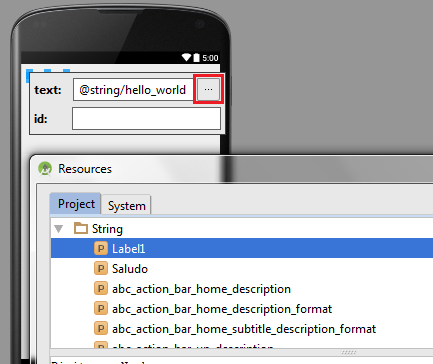 5:00
text: @string/hello_world ...
id:
Resources
Project System
String
Label1
Saludo
abc_action_bar_home_description
abc_action_bar_home_description_format
abc_action_bar_home_subtitle_description_format